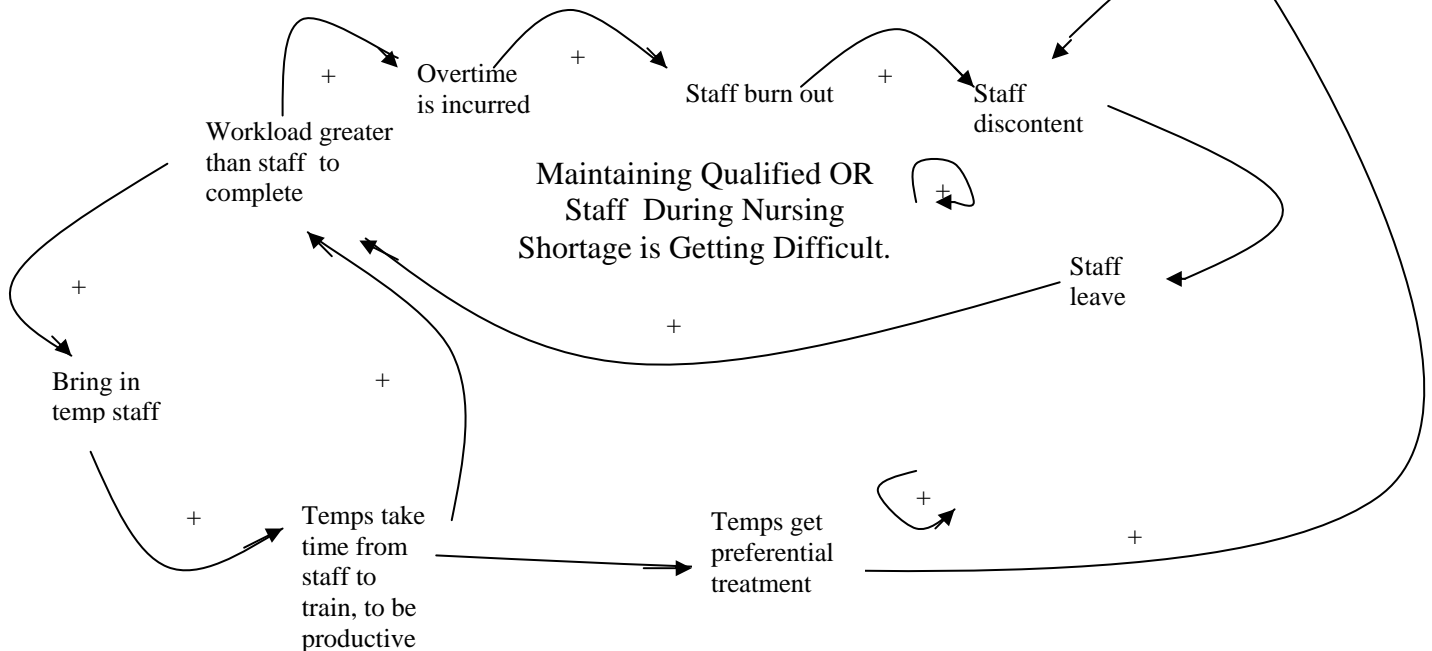 +
Overtime
is incurred
+
Staff burn out
+
Staff
discontent
Workload greater
than staff to
complete
Maintaining Qualified OR
Staff During Nursing
Shortage is Getting Difficult.
+
Staff
leave
+
+
+
Bring in
temp staff
+
Temps take
time from
staff to
train, to be
productive
Temps get
preferential
treatment
+
+